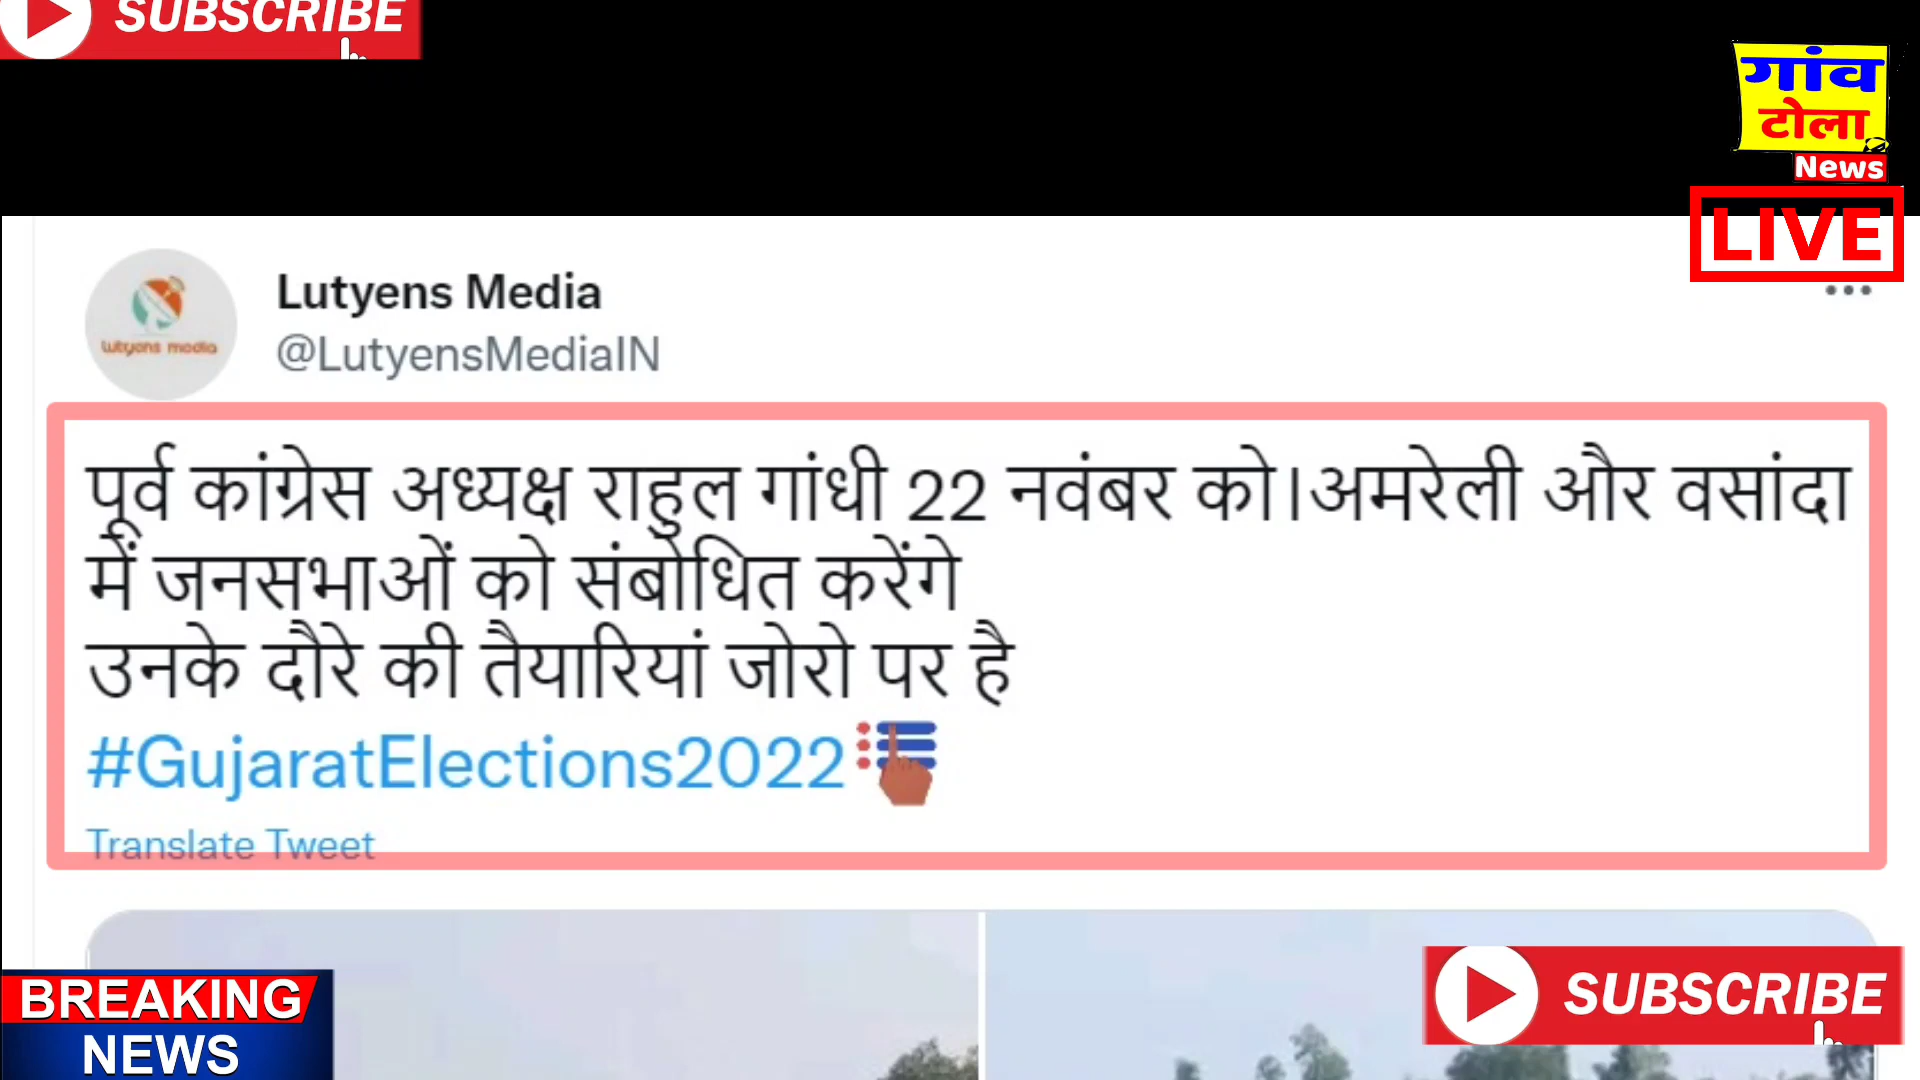 SUBSCRIBE
गांव
टोला
News
LIVE
Lutyens Media
lutyens media
@LutyensMediaIN
पूर्व कांग्रेस अध्यक्ष राहुल गांधी 22 नवंबर को।अमरेली और वसांदा
में जनसभाओं को संबोधित करेंगे
उनके दौरे की तैयारियां जोरो पर है
#GujaratElections2022
Translate Tweet
BREAKING
NEWS
SUBSCRIBE